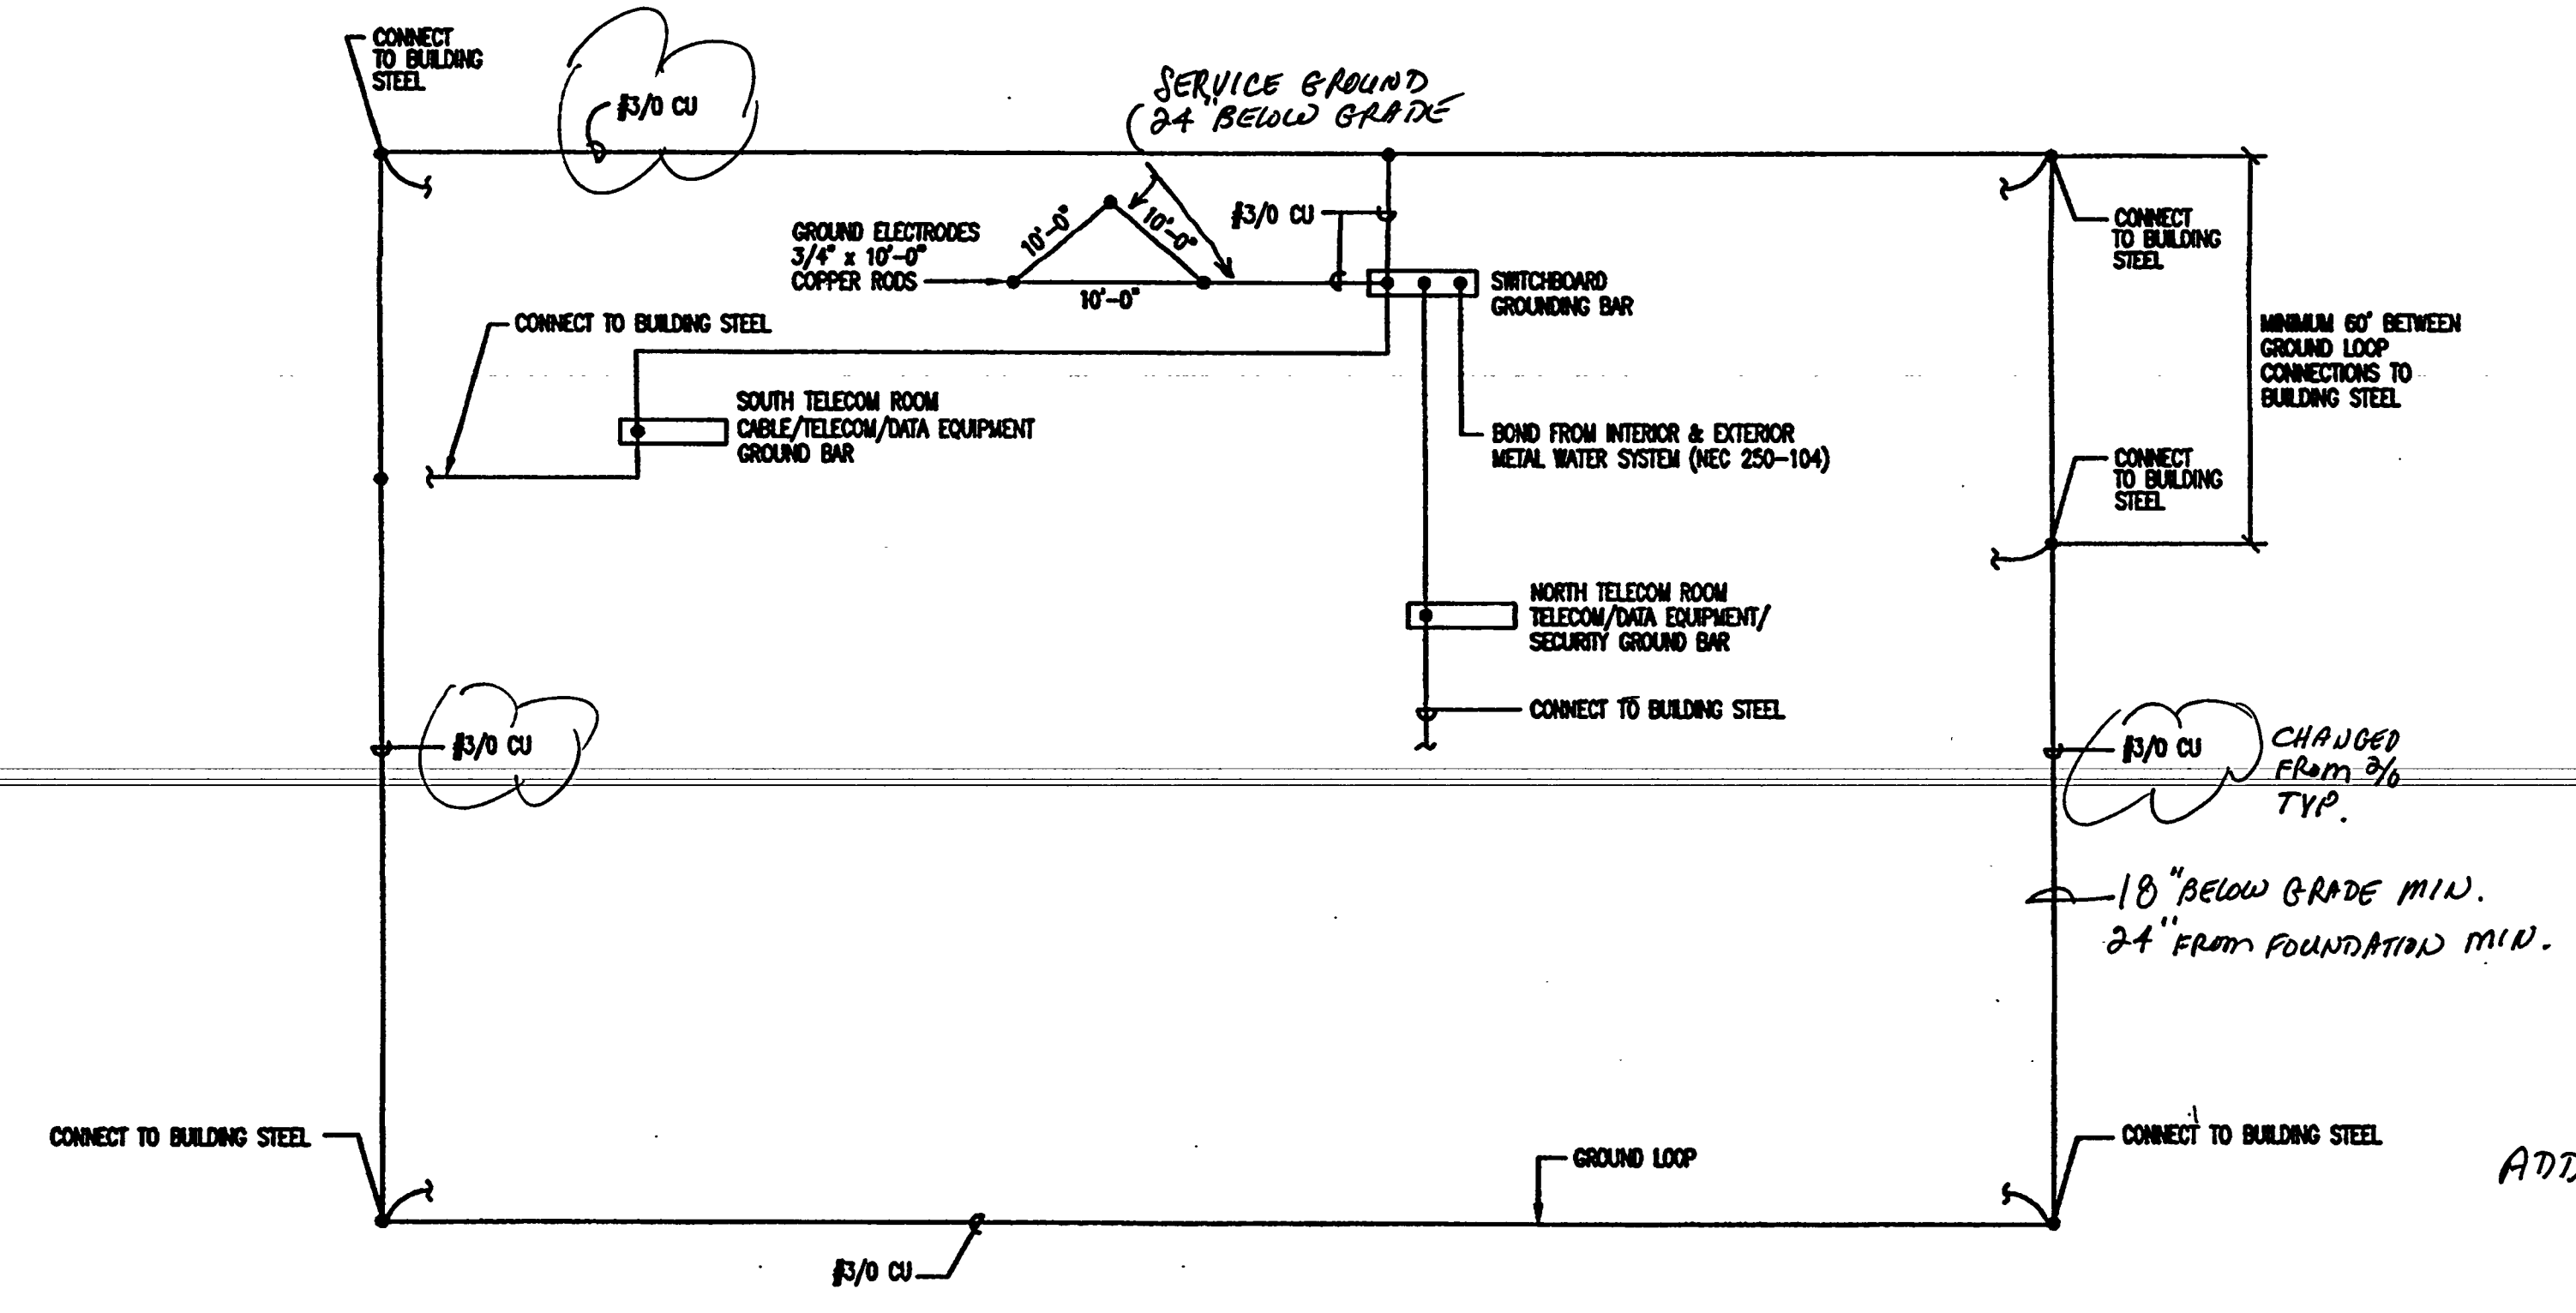 CONNECT
TO BUILDING
STEEL
#3/0 CU
SERVICE GROUND
24" BELOW GRADE
GROUND ELECTRODES
3/4" x 10'-0"
COPPER RODS
10'-0"
10'-0"
10'-0"
#3/0 CU
SWITCHBOARD
GROUNDING BAR
CONNECT
TO BUILDING
STEEL
MINIMUM 60' BETWEEN
GROUND LOOP
CONNECTIONS TO
BUILDING STEEL
CONNECT TO BUILDING STEEL
SOUTH TELECOM ROOM
CABLE/TELECOM/DATA EQUIPMENT
GROUND BAR
BOND FROM INTERIOR & EXTERIOR
METAL WATER SYSTEM (NEC 250-104)
CONNECT
TO BUILDING
STEEL
NORTH TELECOM ROOM
TELECOM/DATA EQUIPMENT/
SECURITY GROUND BAR
CONNECT TO BUILDING STEEL
#3/0 CU
#3/0 CU
CHANGED
FROM 2/0
TYP.
18" BELOW GRADE MIN.
24" FROM FOUNDATION MIN.
CONNECT TO BUILDING STEEL
GROUND LOOP
CONNECT TO BUILDING STEEL
ADD
#3/0 CU